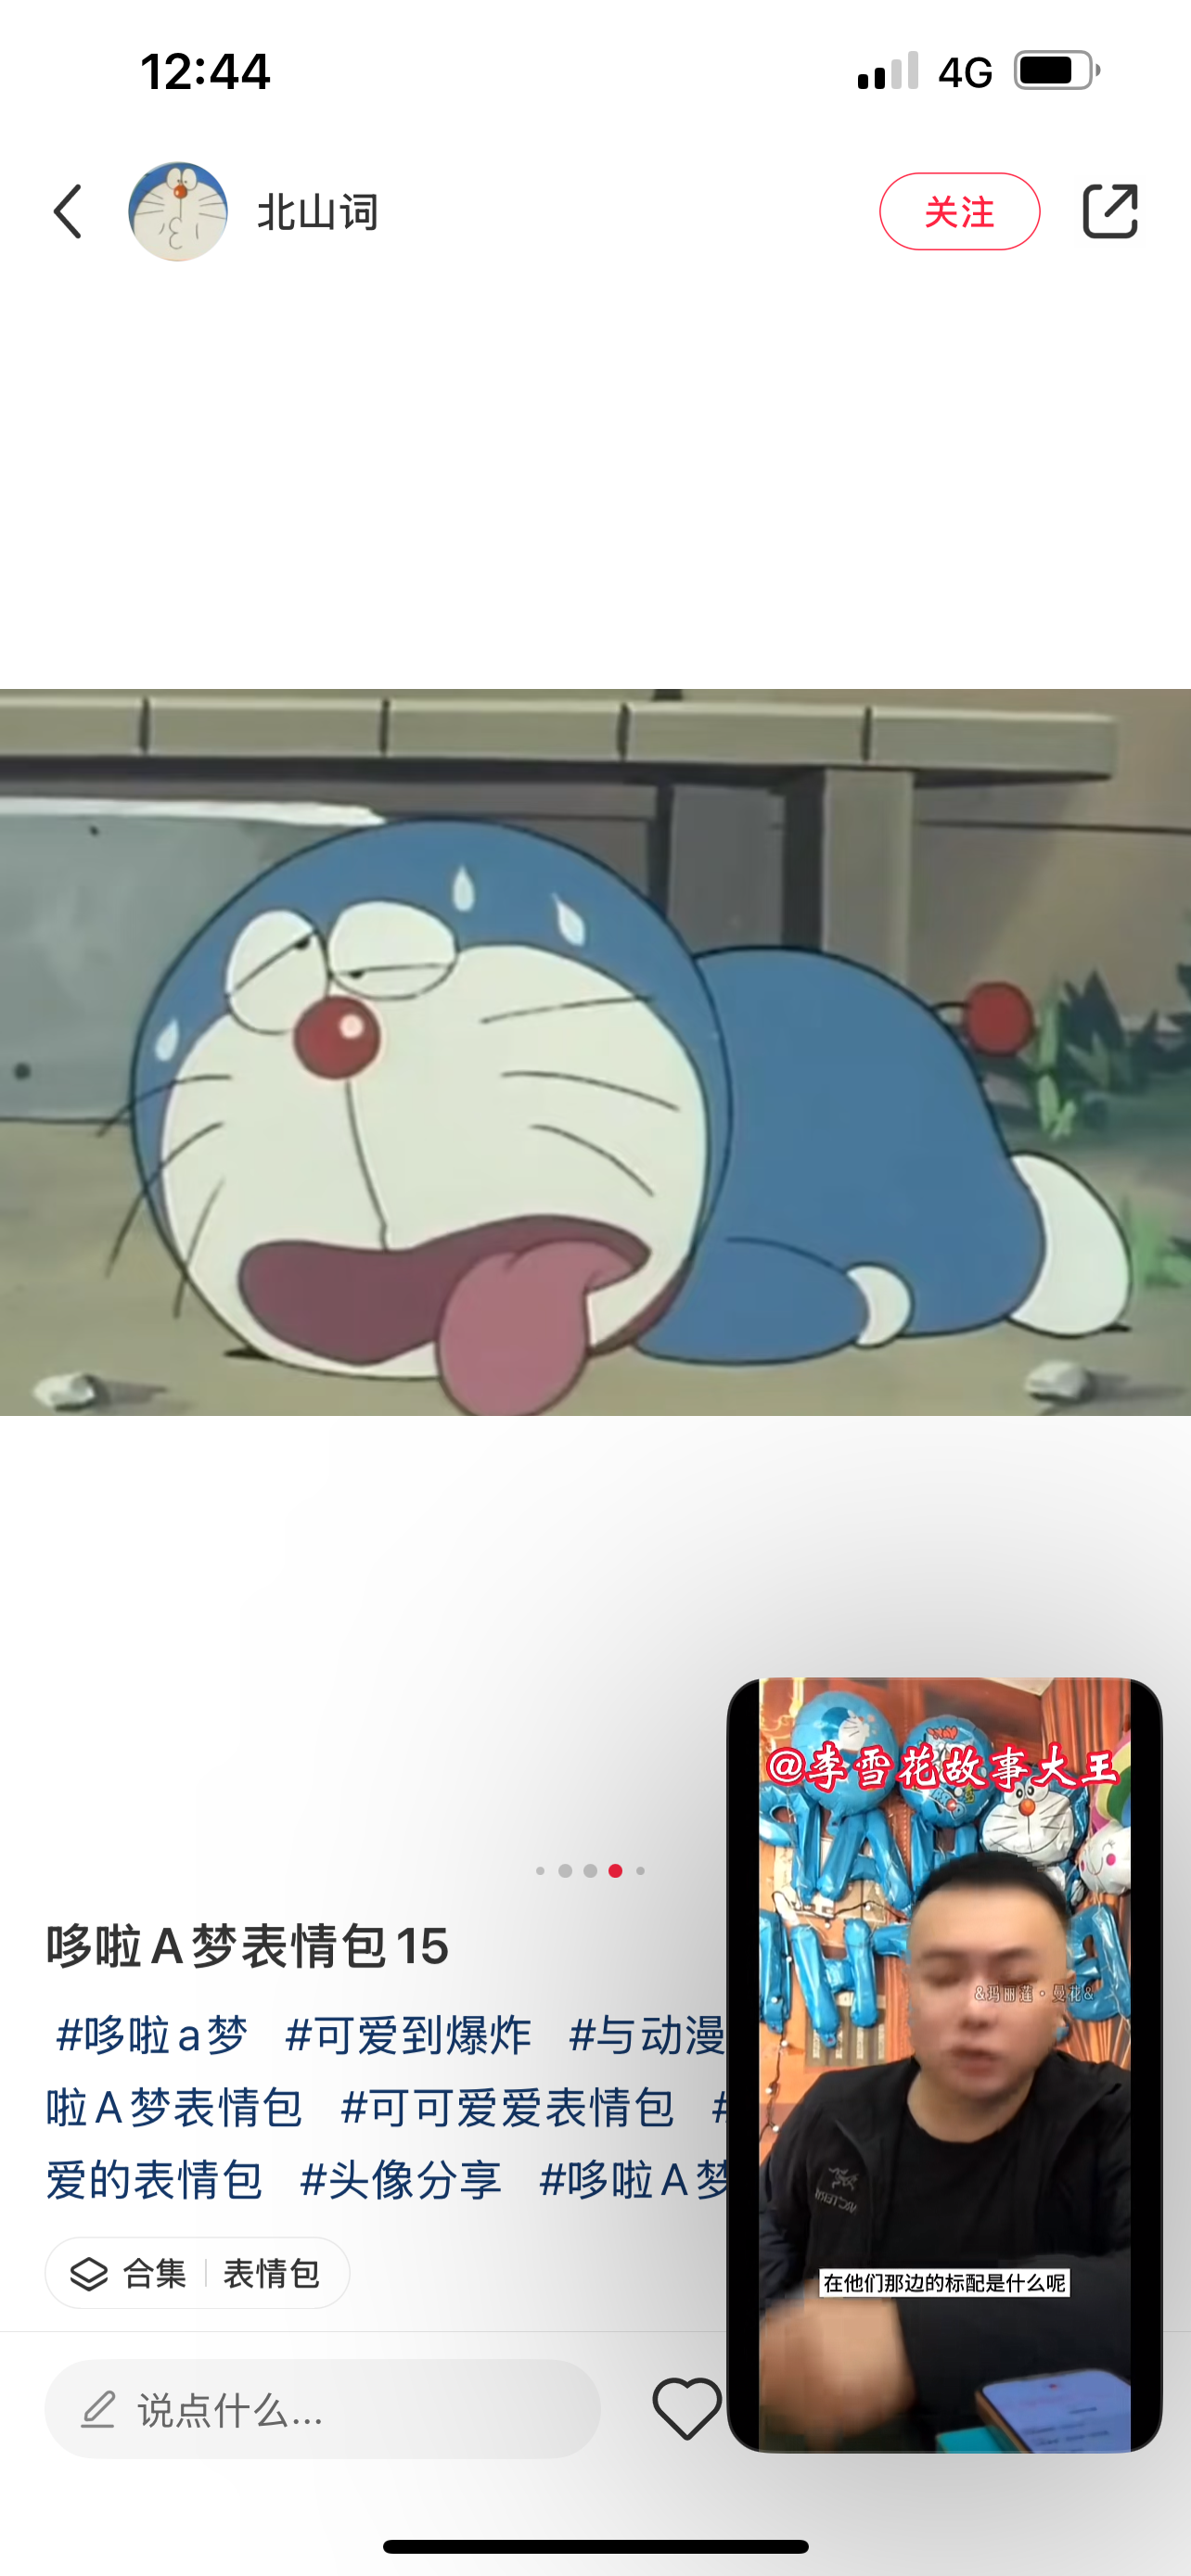 12:44
4G
北山词
关注
@李雪花故事大王
&玛丽莲·曼花&
在他们那边的标配是什么呢
哆啦A梦表情包15
#哆啦a梦 #可爱到爆炸 #与动漫
啦A梦表情包 #可可爱爱表情包 #
爱的表情包 #头像分享 #哆啦A梦
合集 | 表情包
说点什么...